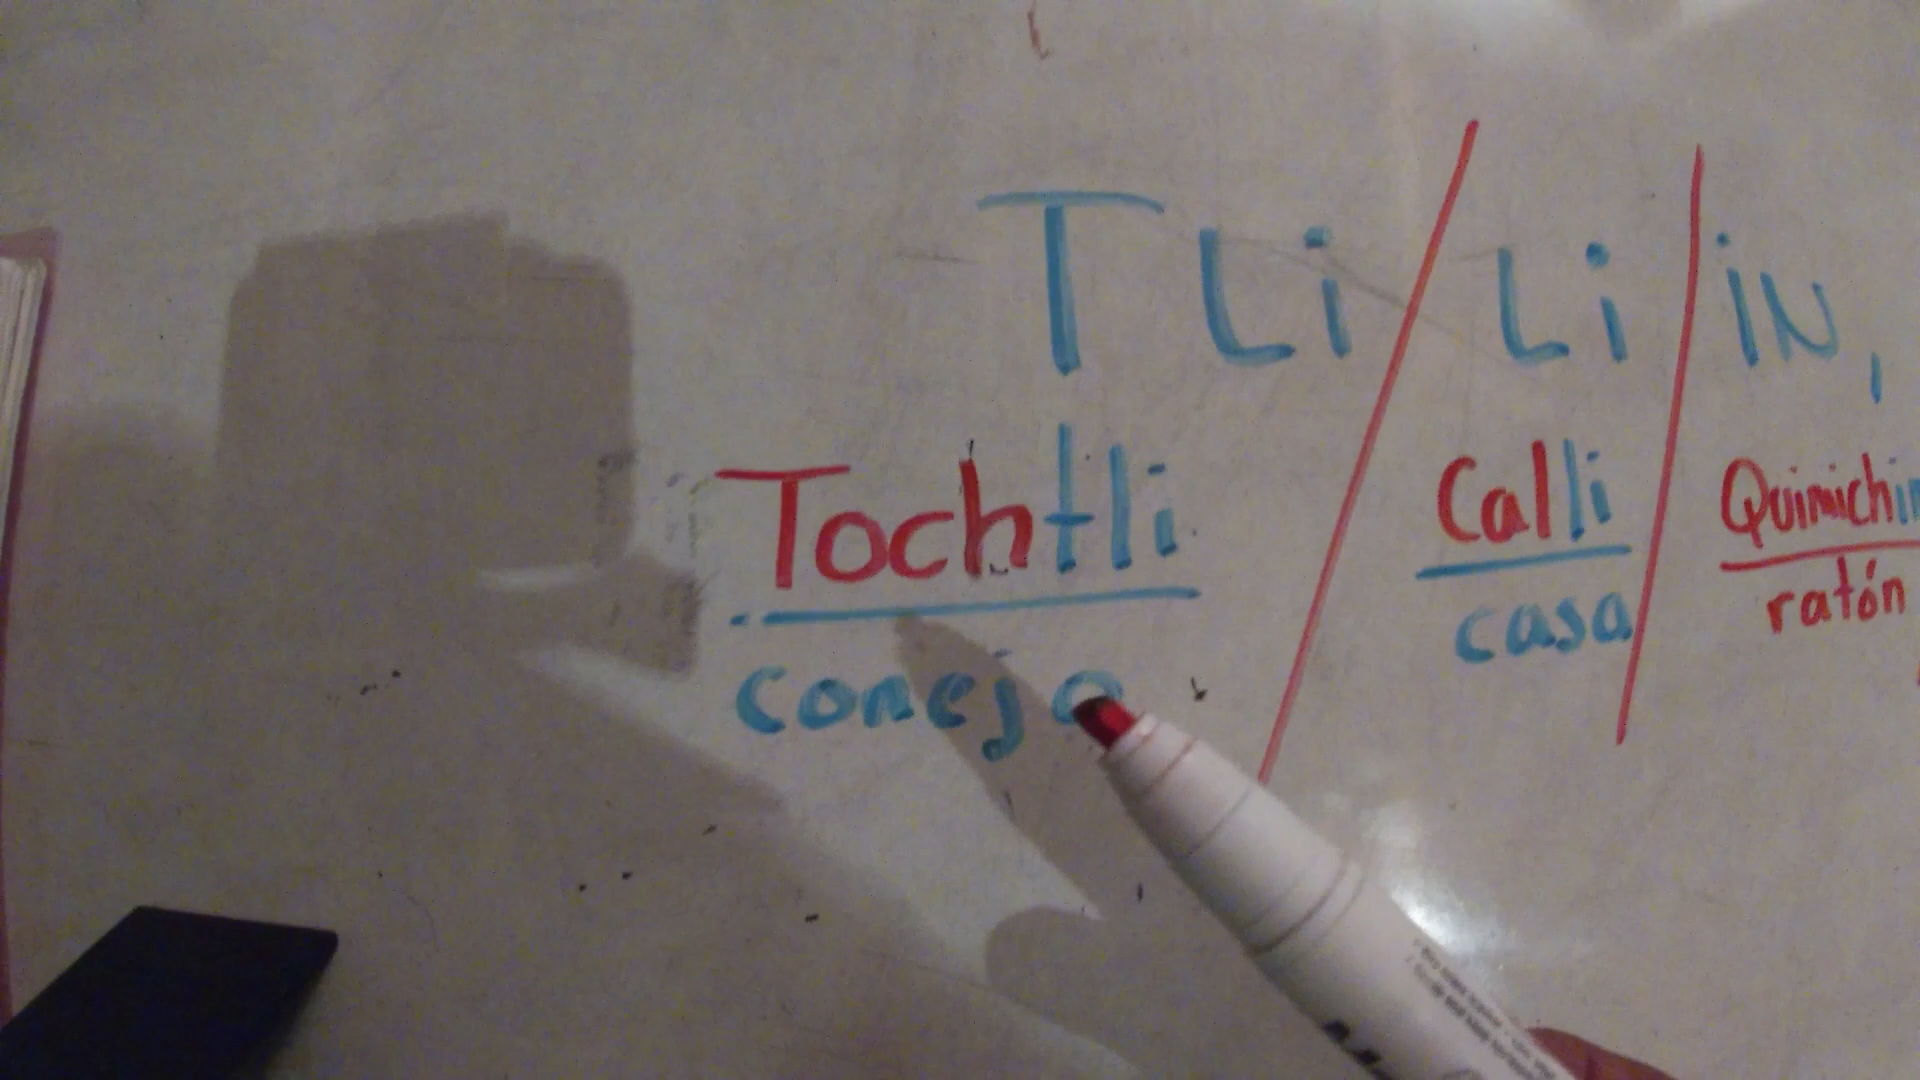 TLi / Li | iN,
Tochtli
conejo
Calli
casa
Quimichin
ratón